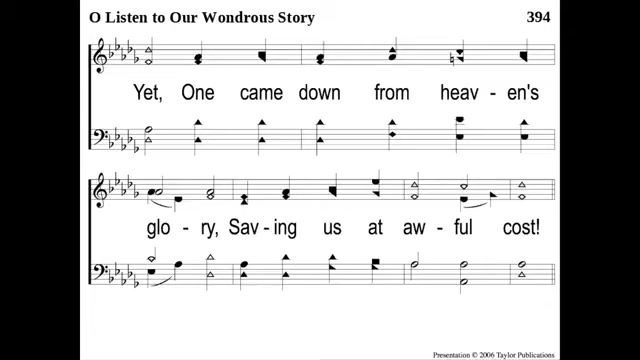 O Listen to Our Wondrous Story 394
Yet, One came down from heav - en's
glo - ry, Sav - ing us at aw - ful cost!
Presentation © 2006 Taylor Publications